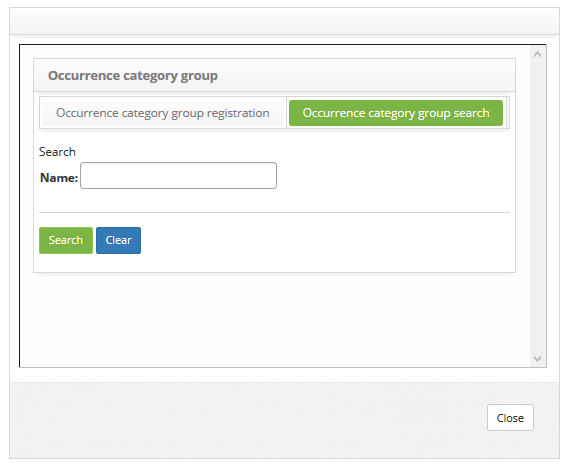 Occurrence category group
Occurrence category group registration
Occurrence category group search
Search
Name:
Search
Clear
Close